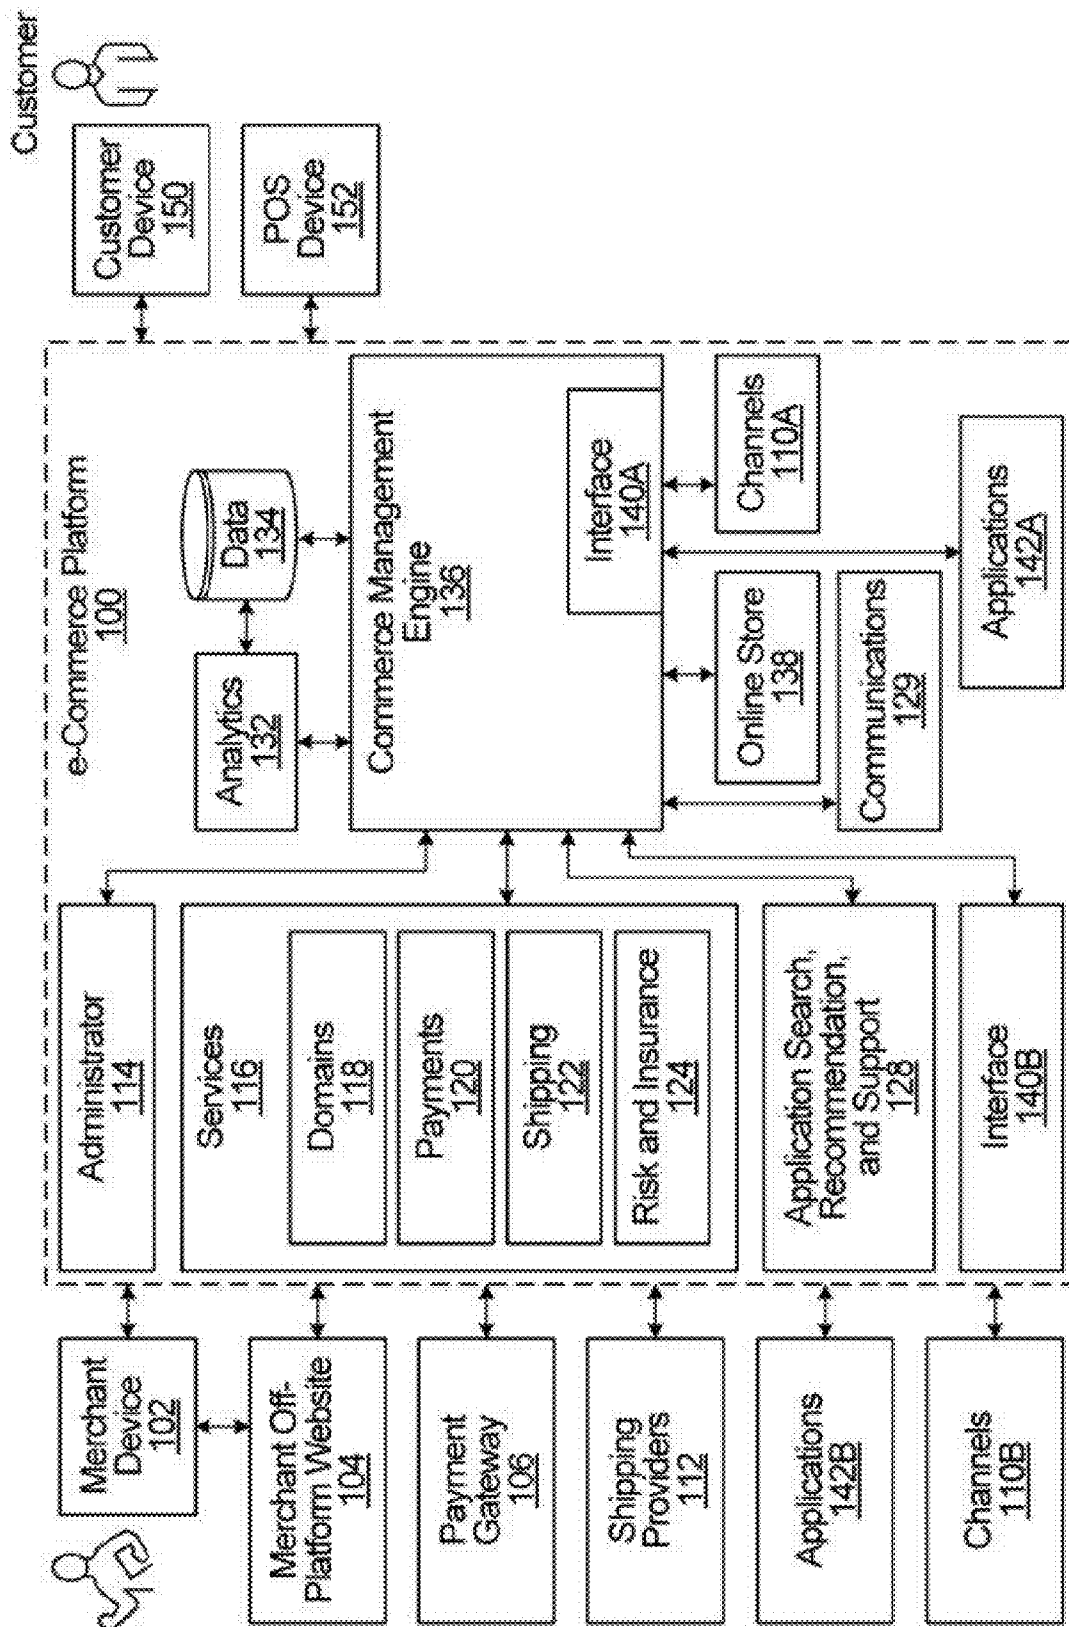 Customer
Merchant
Device
102
Merchant Off-
Platform Website
104
Payment
Gateway
106
Shipping
Providers
112
Applications
142B
Channels
110B
e-Commerce Platform
100
Administrator
114
Services
116
Domains
118
Payments
120
Shipping
122
Risk and Insurance
124
Application Search,
Recommendation,
and Support
128
Interface
140B
Analytics
132
Data
134
Commerce Management
Engine
136
Interface
140A
Online Store
138
Channels
110A
Communications
129
Applications
142A
Customer
Device
150
POS
Device
152